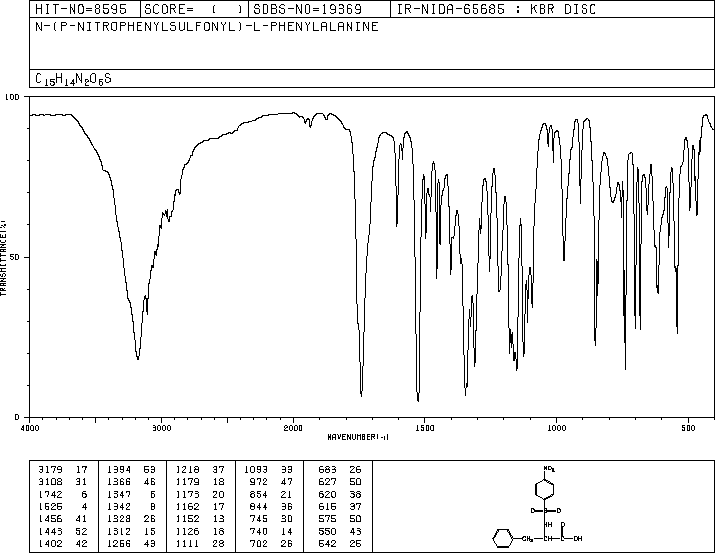 HIT-NO=8595 SCORE= ( ) SDBS-NO=19369 IR-NIDA-65685 : KBR DISC
N-(P-NITROPHENYLSULFONYL)-L-PHENYLALANINE
C15H14N2O6S
100
TRANSMITTANCE(%)
50
0
4000 3000 2000 1500 1000 500
WAVENUMBER(-1)
3179 17 1394 53 1218 37 1093 33 683 26
3108 31 1366 46 1179 18 972 47 627 50
1742 6 1347 6 1173 20 854 21 620 38
1525 4 1342 8 1162 17 844 36 615 37
1456 41 1328 26 1152 13 745 30 575 50
1443 52 1312 15 1126 18 740 14 550 43
1402 42 1256 43 1111 28 702 26 542 25
NO2
O S O
NH O
CH2 CH C OH